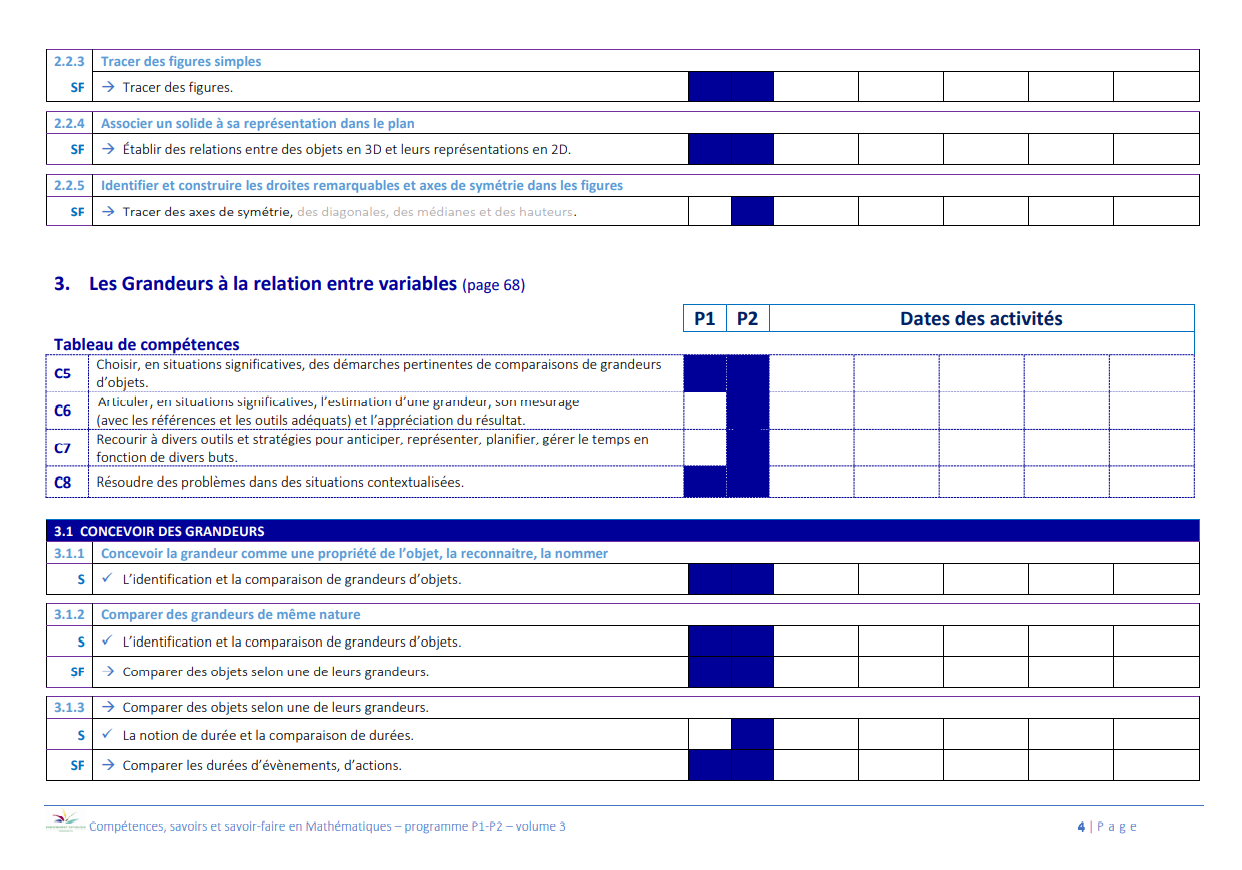 2.2.3 Tracer des figures simples
SF → Tracer des figures.
2.2.4 Associer un solide à sa représentation dans le plan
SF → Établir des relations entre des objets en 3D et leurs représentations en 2D.
2.2.5 Identifier et construire les droites remarquables et axes de symétrie dans les figures
SF → Tracer des axes de symétrie, des diagonales, des médianes et des hauteurs.
3. Les Grandeurs à la relation entre variables (page 68)
P1 P2 Dates des activités
Tableau de compétences
C5 Choisir, en situations significatives, des démarches pertinentes de comparaisons de grandeurs
d’objets.
C6 Articuler, en situations significatives, l’estimation d’une grandeur, son mesurage
(avec les références et les outils adéquats) et l’appréciation du résultat.
C7 Recourir à divers outils et stratégies pour anticiper, représenter, planifier, gérer le temps en
fonction de divers buts.
C8 Résoudre des problèmes dans des situations contextualisées.
3.1 CONCEVOIR DES GRANDEURS
3.1.1 Concevoir la grandeur comme une propriété de l’objet, la reconnaitre, la nommer
S ✓ L’identification et la comparaison de grandeurs d’objets.
3.1.2 Comparer des grandeurs de même nature
S ✓ L’identification et la comparaison de grandeurs d’objets.
SF → Comparer des objets selon une de leurs grandeurs.
3.1.3 → Comparer des objets selon une de leurs grandeurs.
S ✓ La notion de durée et la comparaison de durées.
SF → Comparer les durées d’évènements, d’actions.
Compétences, savoirs et savoir-faire en Mathématiques – programme P1-P2 – volume 3
4 | Page